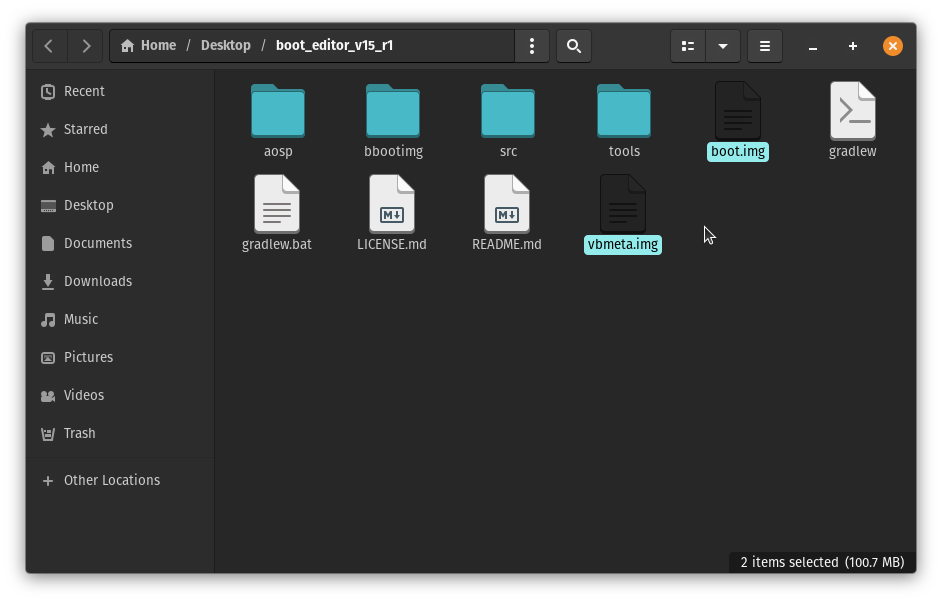 Home / Desktop / boot_editor_v15_r1
Recent
Starred
Home
Desktop
Documents
Downloads
Music
Pictures
Videos
Trash
Other Locations
aosp bbootimg src tools boot.img gradlew
gradlew.bat LICENSE.md README.md vbmeta.img
M
M
2 items selected (100.7 MB)